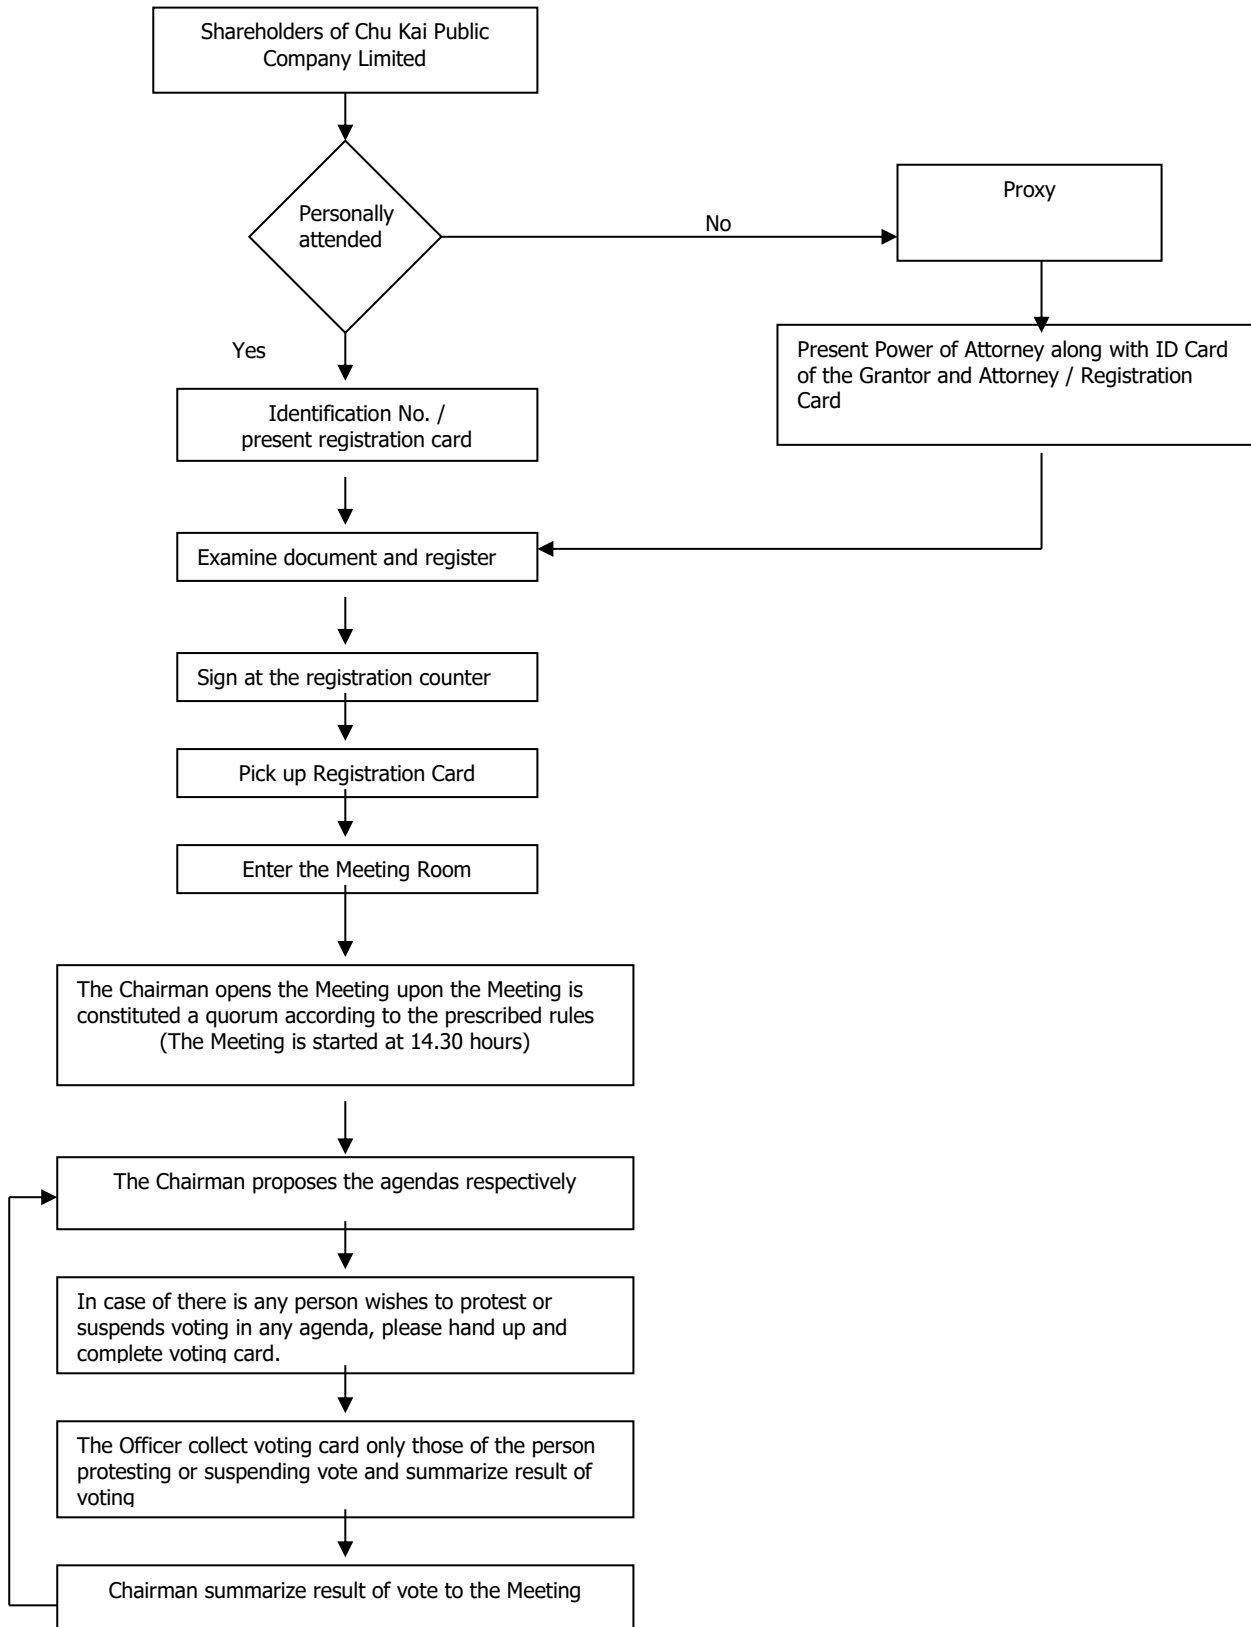 Shareholders of Chu Kai Public
Company Limited
Personally
attended
No
Proxy
Yes
Present Power of Attorney along with ID Card
of the Grantor and Attorney / Registration
Card
Identification No. /
present registration card
Examine document and register
Sign at the registration counter
Pick up Registration Card
Enter the Meeting Room
The Chairman opens the Meeting upon the Meeting is
constituted a quorum according to the prescribed rules
(The Meeting is started at 14.30 hours)
The Chairman proposes the agendas respectively
In case of there is any person wishes to protest or
suspends voting in any agenda, please hand up and
complete voting card.
The Officer collect voting card only those of the person
protesting or suspending vote and summarize result of
voting
Chairman summarize result of vote to the Meeting